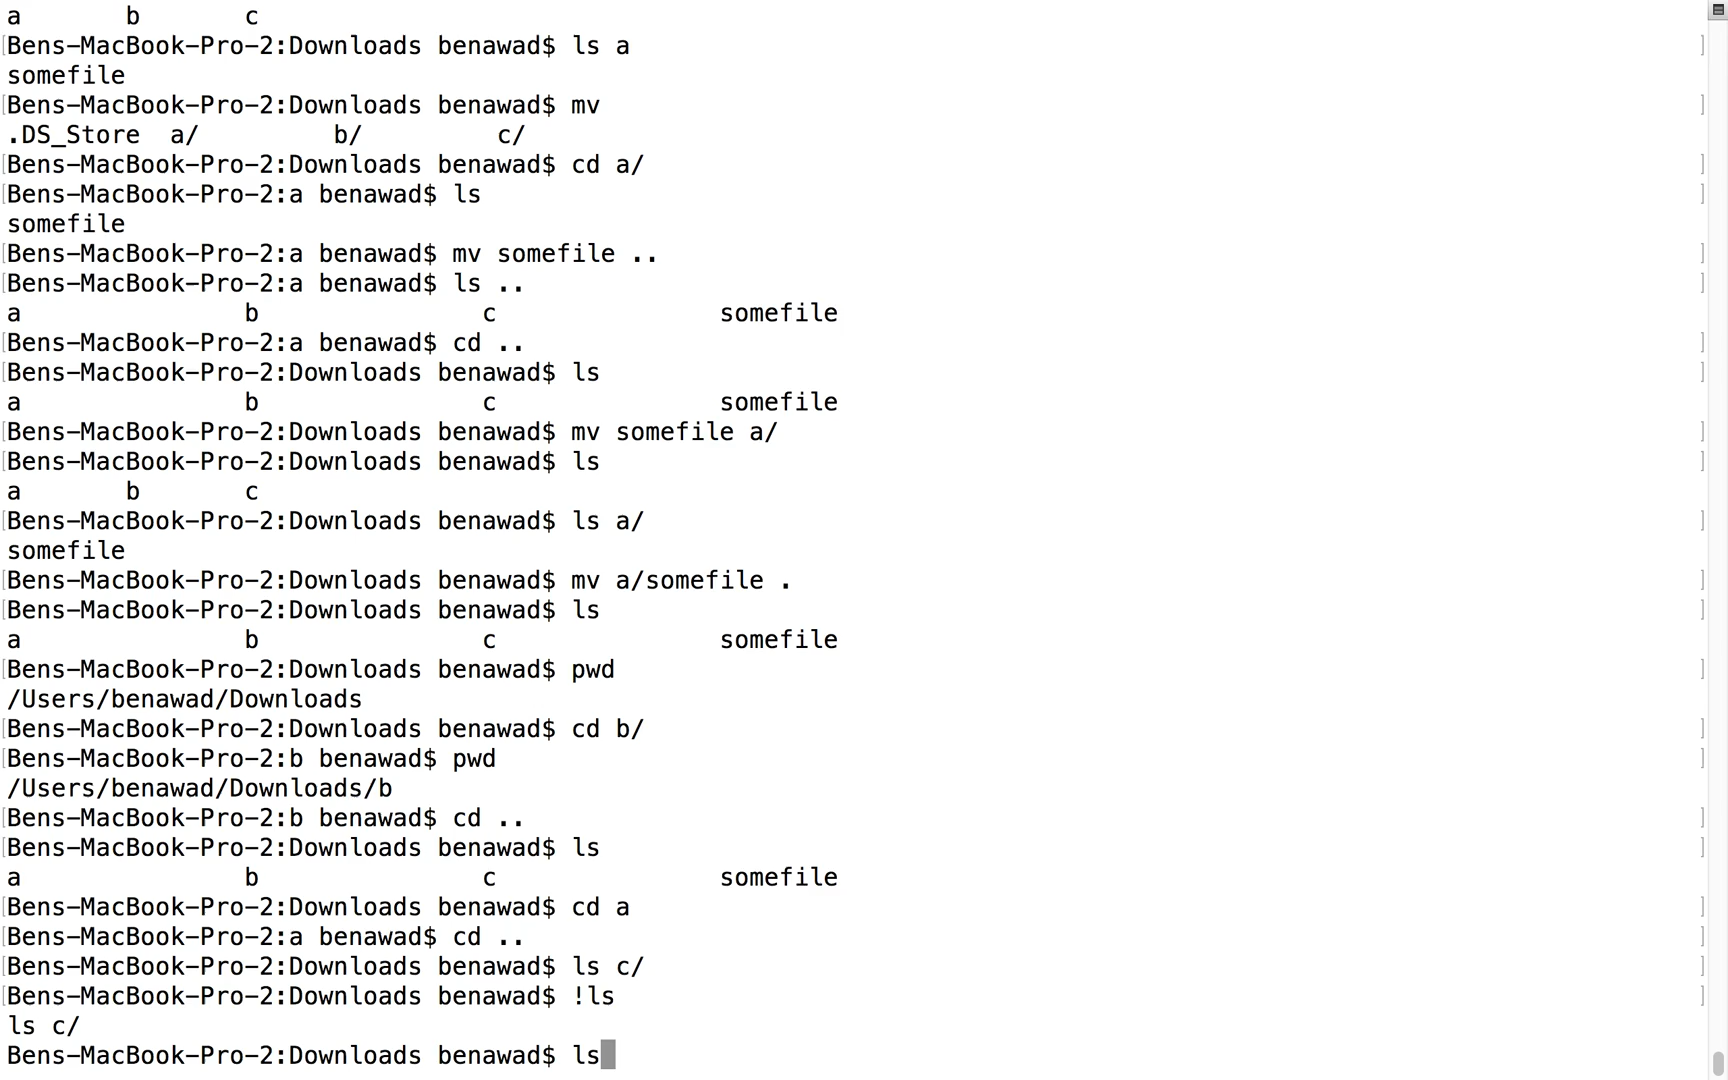 a       b       c
Bens-MacBook-Pro-2:Downloads benawad$ ls a
somefile
Bens-MacBook-Pro-2:Downloads benawad$ mv
.DS_Store  a/         b/         c/
Bens-MacBook-Pro-2:Downloads benawad$ cd a/
Bens-MacBook-Pro-2:a benawad$ ls
somefile
Bens-MacBook-Pro-2:a benawad$ mv somefile ..
Bens-MacBook-Pro-2:a benawad$ ls ..
a               b               c               somefile
Bens-MacBook-Pro-2:a benawad$ cd ..
Bens-MacBook-Pro-2:Downloads benawad$ ls
a               b               c               somefile
Bens-MacBook-Pro-2:Downloads benawad$ mv somefile a/
Bens-MacBook-Pro-2:Downloads benawad$ ls
a       b       c
Bens-MacBook-Pro-2:Downloads benawad$ ls a/
somefile
Bens-MacBook-Pro-2:Downloads benawad$ mv a/somefile .
Bens-MacBook-Pro-2:Downloads benawad$ ls
a               b               c               somefile
Bens-MacBook-Pro-2:Downloads benawad$ pwd
/Users/benawad/Downloads
Bens-MacBook-Pro-2:Downloads benawad$ cd b/
Bens-MacBook-Pro-2:b benawad$ pwd
/Users/benawad/Downloads/b
Bens-MacBook-Pro-2:b benawad$ cd ..
Bens-MacBook-Pro-2:Downloads benawad$ ls
a               b               c               somefile
Bens-MacBook-Pro-2:Downloads benawad$ cd a
Bens-MacBook-Pro-2:a benawad$ cd ..
Bens-MacBook-Pro-2:Downloads benawad$ ls c/
Bens-MacBook-Pro-2:Downloads benawad$ !ls
ls c/
Bens-MacBook-Pro-2:Downloads benawad$ ls